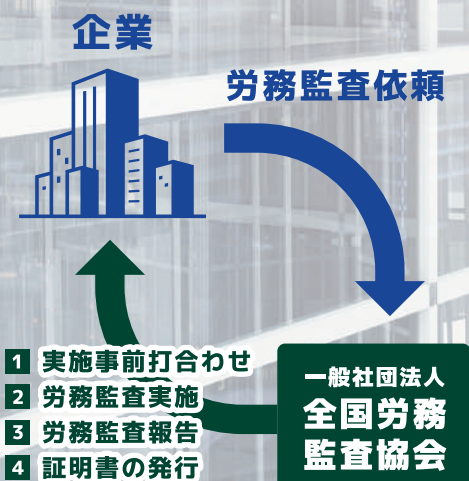 企業
労務監査依頼
1 実施事前打合わせ
2 労務監査実施
3 労務監査報告
4 証明書の発行
一般社団法人
全国労務
監査協会